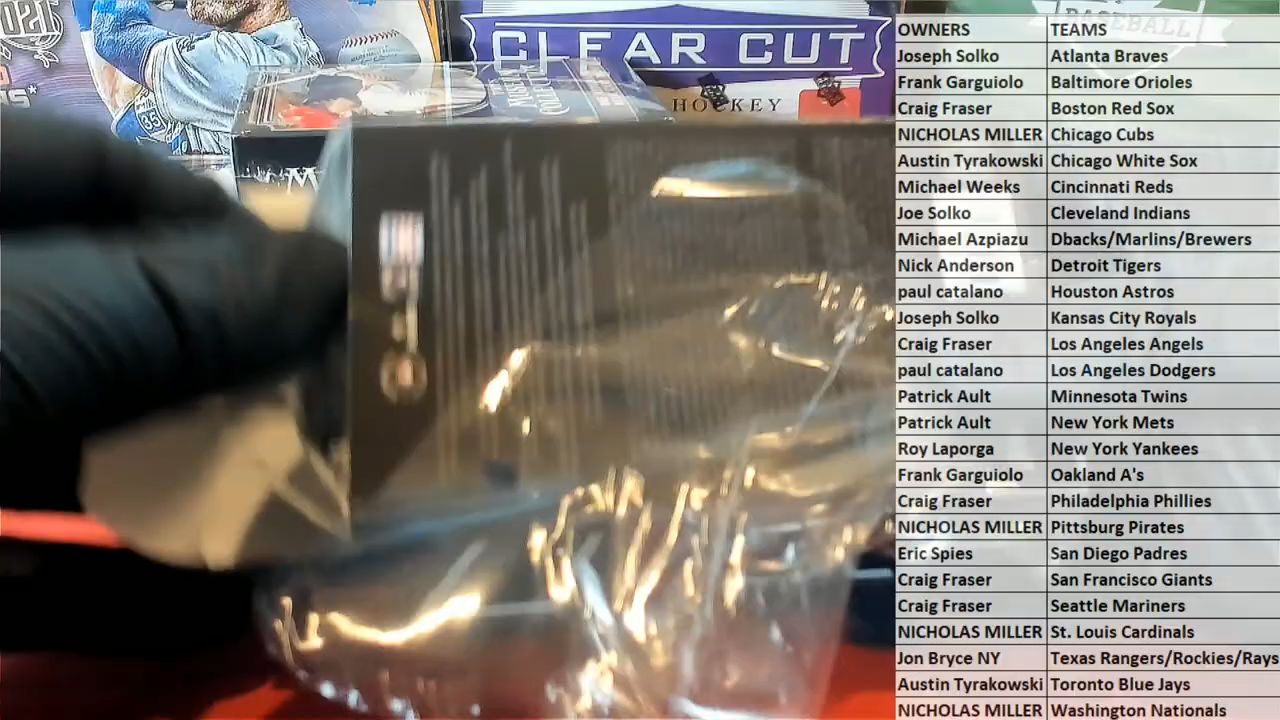 2021
CLEAR CUT
HOCKEY
MUSEUM
COLLECTION
BASEBALL
OWNERS TEAMS
Joseph Solko Atlanta Braves
Frank Garguiolo Baltimore Orioles
Craig Fraser Boston Red Sox
NICHOLAS MILLER Chicago Cubs
Austin Tyrakowski Chicago White Sox
Michael Weeks Cincinnati Reds
Joe Solko Cleveland Indians
Michael Azpiazu Dbacks/Marlins/Brewers
Nick Anderson Detroit Tigers
paul catalano Houston Astros
Joseph Solko Kansas City Royals
Craig Fraser Los Angeles Angels
paul catalano Los Angeles Dodgers
Patrick Ault Minnesota Twins
Patrick Ault New York Mets
Roy Laporga New York Yankees
Frank Garguiolo Oakland A's
Craig Fraser Philadelphia Phillies
NICHOLAS MILLER Pittsburg Pirates
Eric Spies San Diego Padres
Craig Fraser San Francisco Giants
Craig Fraser Seattle Mariners
NICHOLAS MILLER St. Louis Cardinals
Jon Bryce NY Texas Rangers/Rockies/Rays
Austin Tyrakowski Toronto Blue Jays
NICHOLAS MILLER Washington Nationals